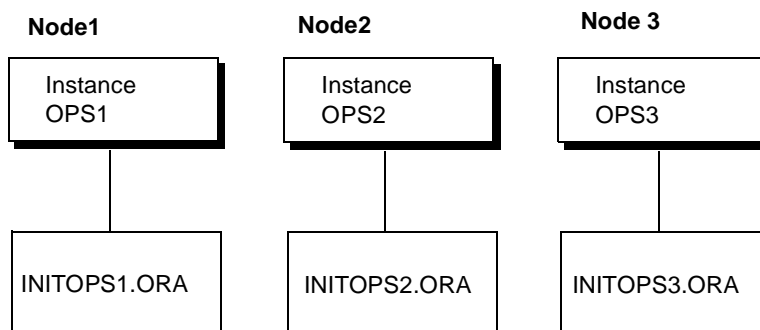 Node1
Node2
Node 3
Instance
OPS1
Instance
OPS2
Instance
OPS3
INITOPS1.ORA
INITOPS2.ORA
INITOPS3.ORA